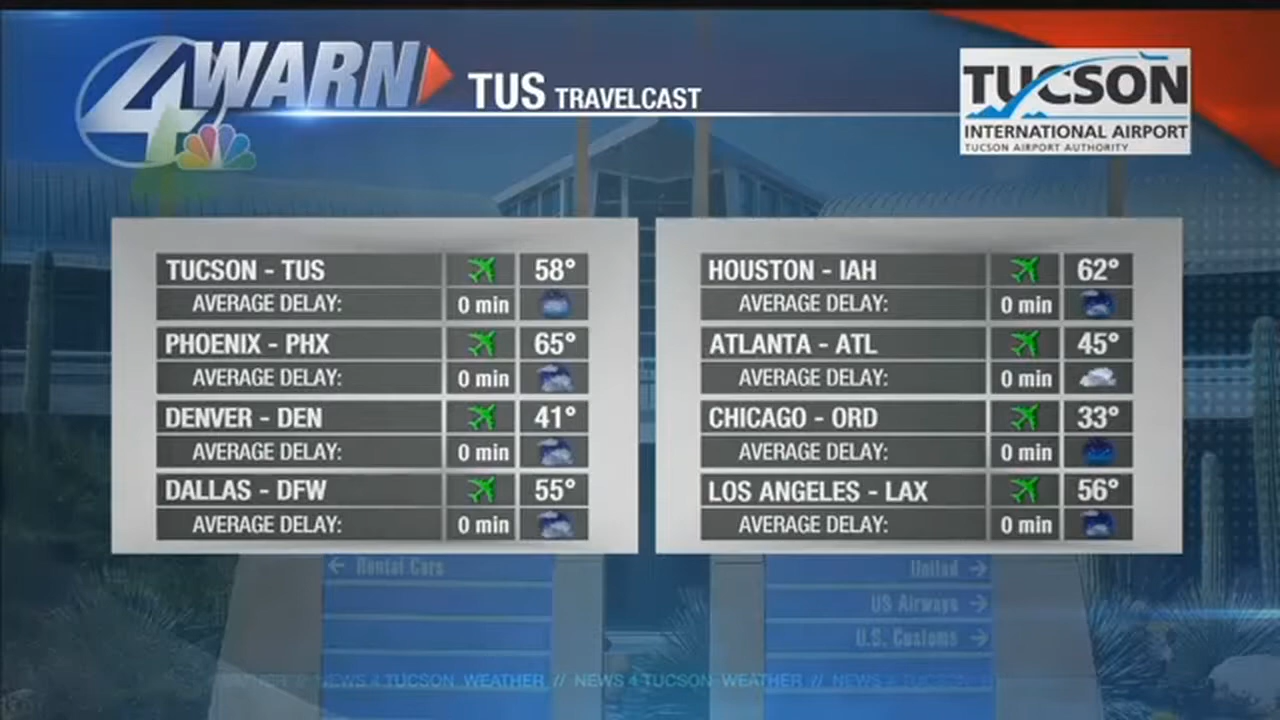 4WARN
TUS TRAVELCAST
TUCSON
INTERNATIONAL AIRPORT
TUCSON AIRPORT AUTHORITY
TUCSON - TUS 58°
AVERAGE DELAY: 0 min
PHOENIX - PHX 65°
AVERAGE DELAY: 0 min
DENVER - DEN 41°
AVERAGE DELAY: 0 min
DALLAS - DFW 55°
AVERAGE DELAY: 0 min
HOUSTON - IAH 62°
AVERAGE DELAY: 0 min
ATLANTA - ATL 45°
AVERAGE DELAY: 0 min
CHICAGO - ORD 33°
AVERAGE DELAY: 0 min
LOS ANGELES - LAX 56°
AVERAGE DELAY: 0 min
← Rental Cars
United →
US Airways →
U.S. Customs →
NEWS 4 TUCSON WEATHER // NEWS 4 TUCSON WEATHER // NEWS 4 TUCSON